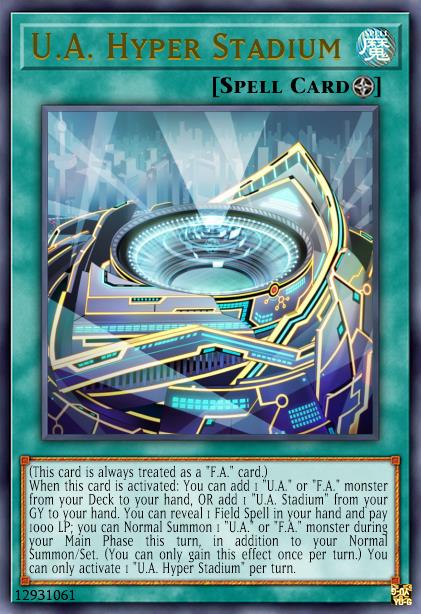 U.A. Hyper Stadium
SPELL
魔
[Spell Card]
(This card is always treated as a "F.A." card.)
When this card is activated: You can add 1 "U.A." or "F.A." monster
from your Deck to your hand, OR add 1 "U.A. Stadium" from your
GY to your hand. You can reveal 1 Field Spell in your hand and pay
1000 LP; you can Normal Summon 1 "U.A." or "F.A." monster during
your Main Phase this turn, in addition to your Normal
Summon/Set. (You can only gain this effect once per turn.) You
can only activate 1 "U.A. Hyper Stadium" per turn.
12931061